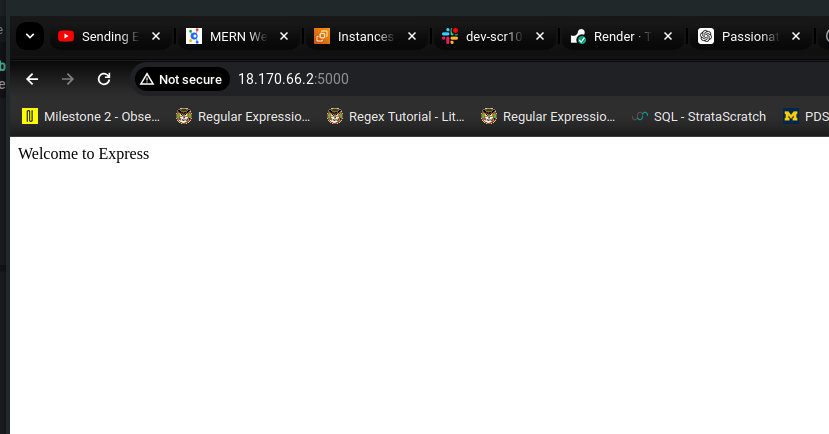 Sending E
MERN We
Instances
dev-scr10
Render · T
Passionat
Not secure
18.170.66.2:5000
Milestone 2 - Obse...
Regular Expressio...
Regex Tutorial - Lit...
Regular Expressio...
SQL - StrataScratch
PDS
Welcome to Express